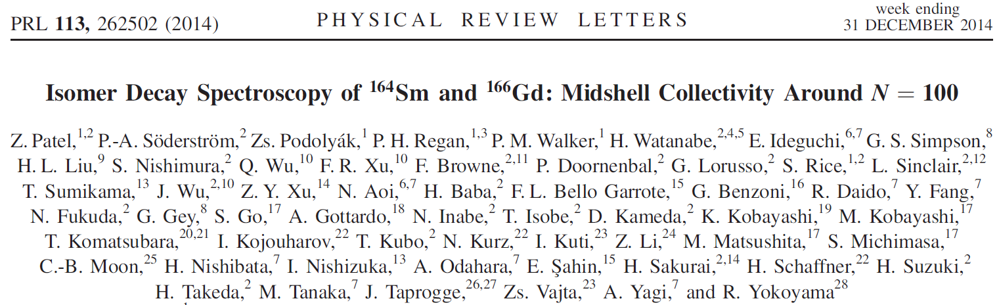 PRL 113, 262502 (2014)
PHYSICAL REVIEW LETTERS
week ending
31 DECEMBER 2014
Isomer Decay Spectroscopy of ¹⁶⁴Sm and ¹⁶⁶Gd: Midshell Collectivity Around N = 100
Z. Patel,¹,² P.-A. Söderström,² Zs. Podolyák,¹ P. H. Regan,¹,³ P. M. Walker,¹ H. Watanabe,²,⁴,⁵ E. Ideguchi,⁶,⁷ G. S. Simpson,⁸
H. L. Liu,⁹ S. Nishimura,² Q. Wu,¹⁰ F. R. Xu,¹⁰ F. Browne,²,¹¹ P. Doornenbal,² G. Lorusso,² S. Rice,¹,² L. Sinclair,²,¹²
T. Sumikama,¹³ J. Wu,²,¹⁰ Z. Y. Xu,¹⁴ N. Aoi,⁶,⁷ H. Baba,² F. L. Bello Garrote,¹⁵ G. Benzoni,¹⁶ R. Daido,⁷ Y. Fang,⁷
N. Fukuda,² G. Gey,⁸ S. Go,¹⁷ A. Gottardo,¹⁸ N. Inabe,² T. Isobe,² D. Kameda,² K. Kobayashi,¹⁹ M. Kobayashi,¹⁷
T. Komatsubara,²⁰,²¹ I. Kojouharov,²² T. Kubo,² N. Kurz,²² I. Kuti,²³ Z. Li,²⁴ M. Matsushita,¹⁷ S. Michimasa,¹⁷
C.-B. Moon,²⁵ H. Nishibata,⁷ I. Nishizuka,¹³ A. Odahara,⁷ E. Şahin,¹⁵ H. Sakurai,²,¹⁴ H. Schaffner,²² H. Suzuki,²
H. Takeda,² M. Tanaka,⁷ J. Taprogge,²⁶,²⁷ Zs. Vajta,²³ A. Yagi,⁷ and R. Yokoyama²⁸